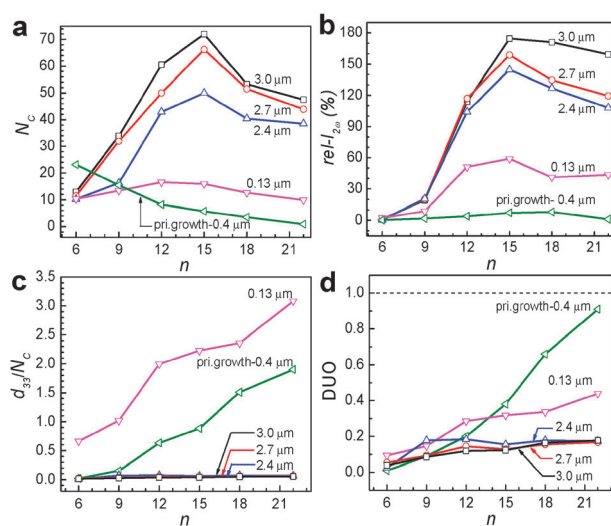 a
70
60
50
40
30
20
10
0
N_c
3.0 μm
2.7 μm
2.4 μm
0.13 μm
pri.growth-0.4 μm
6 9 12 15 18 21
n
b
180
150
120
90
60
30
0
rel-I_2ω (%)
3.0 μm
2.7 μm
2.4 μm
0.13 μm
pri.growth- 0.4 μm
6 9 12 15 18 21
n
c
3.5
3.0
2.5
2.0
1.5
1.0
0.5
0.0
d_33/N_c
0.13 μm
pri.growth-0.4 μm
3.0 μm
2.7 μm
2.4 μm
6 9 12 15 18 21
n
d
1.0
0.8
0.6
0.4
0.2
0.0
DUO
pri.growth-0.4 μm
0.13 μm
2.4 μm
2.7 μm
3.0 μm
6 9 12 15 18 21
n